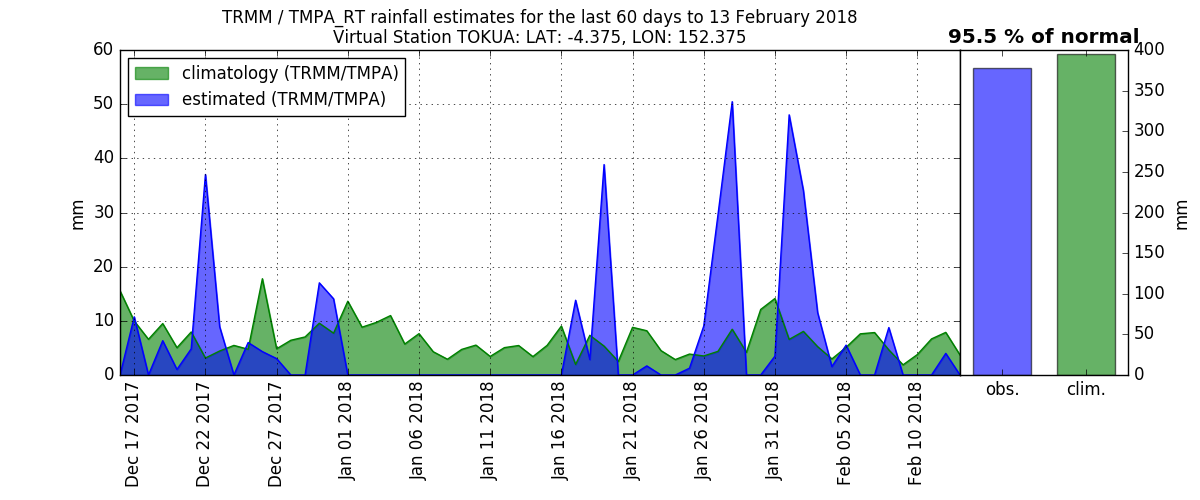 TRMM / TMPA_RT rainfall estimates for the last 60 days to 13 February 2018
Virtual Station TOKUA: LAT: -4.375, LON: 152.375
95.5 % of normal
climatology (TRMM/TMPA)
estimated (TRMM/TMPA)
60
50
40
30
20
10
0
mm
Dec 17 2017
Dec 22 2017
Dec 27 2017
Jan 01 2018
Jan 06 2018
Jan 11 2018
Jan 16 2018
Jan 21 2018
Jan 26 2018
Jan 31 2018
Feb 05 2018
Feb 10 2018
obs.
clim.
400
350
300
250
200
150
100
50
0
mm